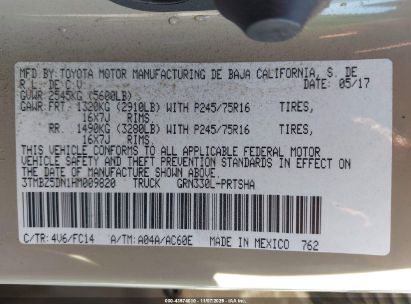 MFD BY: TOYOTA MOTOR MANUFACTURING DE BAJA CALIFORNIA, S. DE
R. L. DE C. V. DATE: 05/17
GVWR 2545KG (5600LB)
GAWR FRT. 1320KG (2910LB) WITH P245/75R16 TIRES,
16X7J RIMS
RR. 1490KG (3280LB) WITH P245/75R16 TIRES,
16X7J RIMS
THIS VEHICLE CONFORMS TO ALL APPLICABLE FEDERAL MOTOR
VEHICLE SAFETY AND THEFT PREVENTION STANDARDS IN EFFECT
ON THE DATE OF MANUFACTURE SHOWN ABOVE.
3TMBZ5DN1HM009820 TRUCK GRN330L-PRTSHA
C/TR: 4V6/FC14 A/TM: A04A/AC60E MADE IN MEXICO 762